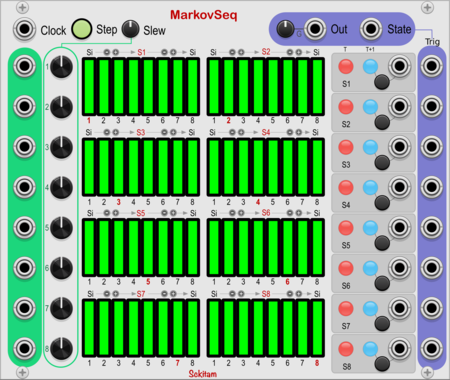 MarkovSeq
Clock Step Slew Out State
Trig
Si S1 Si Si S2 Si T T+1
1
1 2 3 4 5 6 7 8 1 2 3 4 5 6 7 8 S1
2
Si S3 Si Si S4 Si S2
3
1 2 3 4 5 6 7 8 1 2 3 4 5 6 7 8 S3
4
Si S5 Si Si S6 Si S4
5
1 2 3 4 5 6 7 8 1 2 3 4 5 6 7 8 S5
6
Si S7 Si Si S8 Si S6
7
S7
8
1 2 3 4 5 6 7 8 1 2 3 4 5 6 7 8 S8
Sekitam